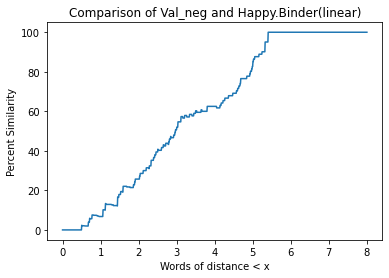 Comparison of Val_neg and Happy.Binder(linear)
Percent Similarity
100
80
60
40
20
0
0 1 2 3 4 5 6 7 8
Words of distance < x